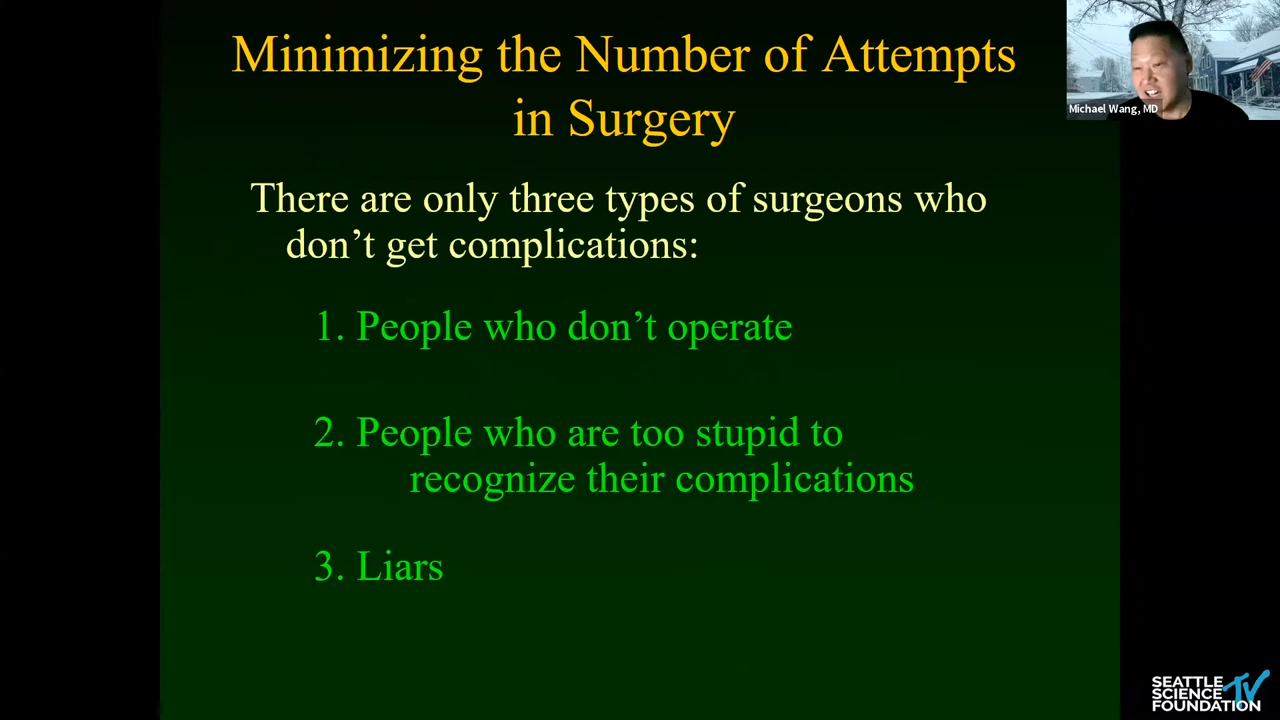 Minimizing the Number of Attempts
in Surgery
There are only three types of surgeons who
don’t get complications:
1. People who don’t operate
2. People who are too stupid to
recognize their complications
3. Liars
Michael Wang, MD
SEATTLE
SCIENCE
FOUNDATION
TV